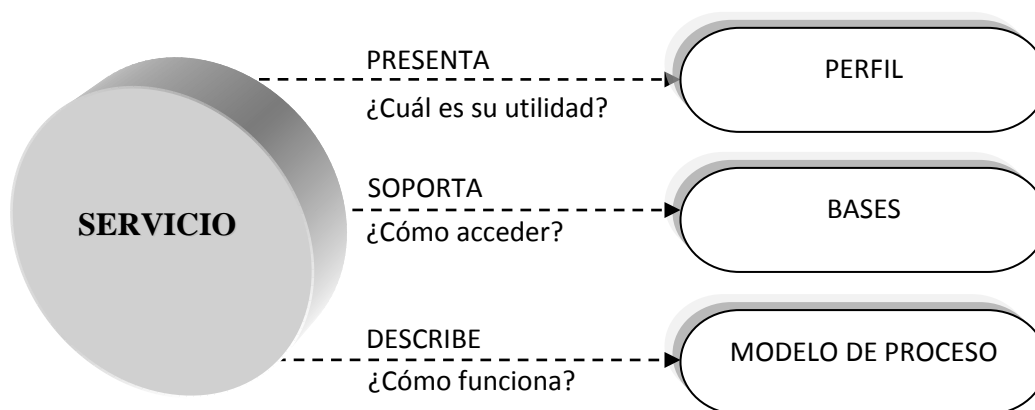 PRESENTA
¿Cuál es su utilidad?
PERFIL
SERVICIO
SOPORTA
¿Cómo acceder?
BASES
DESCRIBE
¿Cómo funciona?
MODELO DE PROCESO